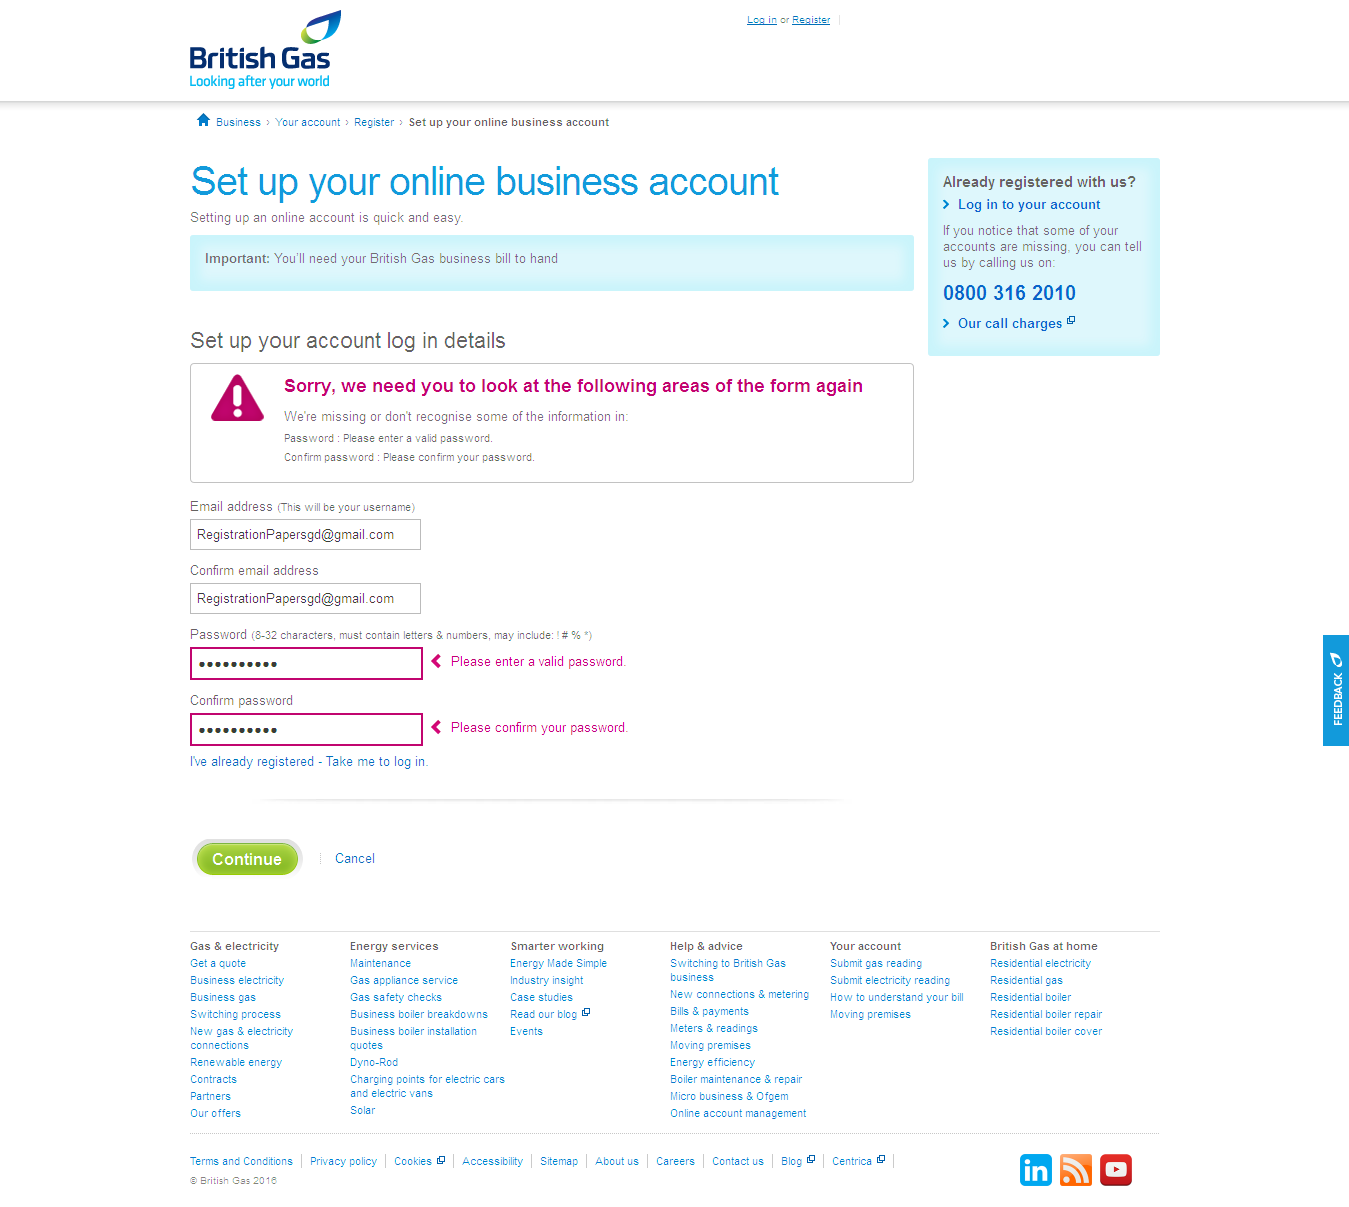 British Gas
Looking after your world
Log in or Register
Business › Your account › Register › Set up your online business account
Set up your online business account
Setting up an online account is quick and easy.
Important: You'll need your British Gas business bill to hand
Already registered with us?
Log in to your account
If you notice that some of your
accounts are missing, you can tell
us by calling us on:
0800 316 2010
Our call charges
Set up your account log in details
Sorry, we need you to look at the following areas of the form again
We're missing or don't recognise some of the information in:
Password : Please enter a valid password.
Confirm password : Please confirm your password.
Email address (This will be your username)
RegistrationPapersgd@gmail.com
Confirm email address
RegistrationPapersgd@gmail.com
Password (8-32 characters, must contain letters & numbers, may include: ! # % *)
••••••••••
Please enter a valid password.
Confirm password
••••••••••
Please confirm your password.
I've already registered - Take me to log in.
FEEDBACK
Continue
Cancel
Gas & electricity
Get a quote
Business electricity
Business gas
Switching process
New gas & electricity
connections
Renewable energy
Contracts
Partners
Our offers
Energy services
Maintenance
Gas appliance service
Gas safety checks
Business boiler breakdowns
Business boiler installation
quotes
Dyno-Rod
Charging points for electric cars
and electric vans
Solar
Smarter working
Energy Made Simple
Industry insight
Case studies
Read our blog
Events
Help & advice
Switching to British Gas
business
New connections & metering
Bills & payments
Meters & readings
Moving premises
Energy efficiency
Boiler maintenance & repair
Micro business & Ofgem
Online account management
Your account
Submit gas reading
Submit electricity reading
How to understand your bill
Moving premises
British Gas at home
Residential electricity
Residential gas
Residential boiler
Residential boiler repair
Residential boiler cover
Terms and Conditions
Privacy policy
Cookies
Accessibility
Sitemap
About us
Careers
Contact us
Blog
Centrica
© British Gas 2016
in